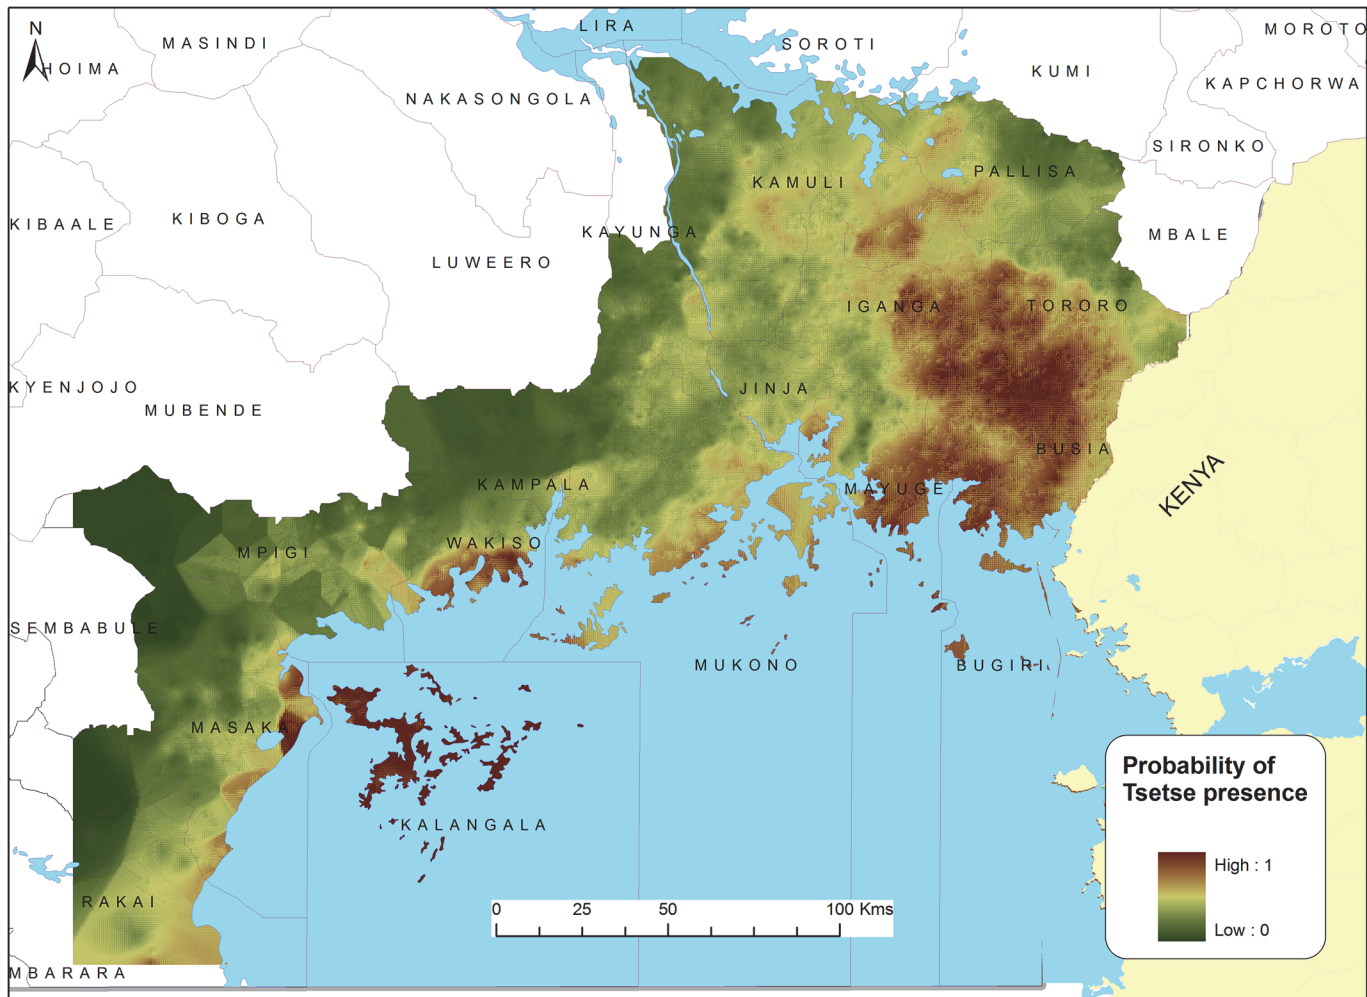 N
LIRA
MASINDI
SOROTI
MOROTO
HOIMA
KUMI
KAPCHORWA
NAKASONGOLA
SIRONKO
PALLISA
KAMULI
KIBAALE
KIBOGA
KAYUNGA
MBALE
LUWEERO
IGANGA
TORORO
KYENJOJO
JINJA
MUBENDE
BUSIA
KENYA
KAMPALA
MAYUGE
WAKISO
MPIGI
SEMBABULE
MUKONO
BUGIRI
MASAKA
KALANGALA
RAKAI
MBARARA
0 25 50 100 Kms
Probability of
Tsetse presence
High : 1
Low : 0